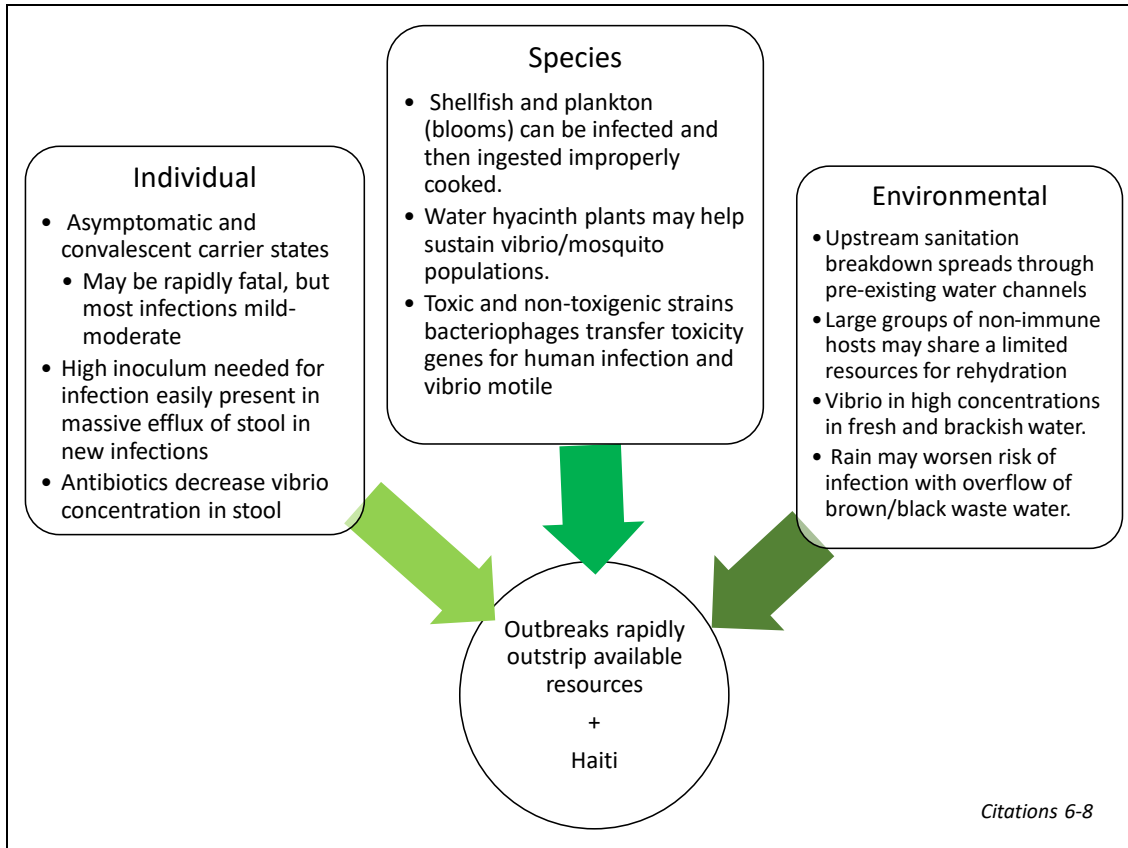 Individual
• Asymptomatic and
convalescent carrier states
• May be rapidly fatal, but
most infections mild-
moderate
• High inoculum needed for
infection easily present in
massive efflux of stool in
new infections
• Antibiotics decrease vibrio
concentration in stool
Species
• Shellfish and plankton
(blooms) can be infected and
then ingested improperly
cooked.
• Water hyacinth plants may help
sustain vibrio/mosquito
populations.
• Toxic and non-toxigenic strains
bacteriophages transfer toxicity
genes for human infection and
vibrio motile
Environmental
• Upstream sanitation
breakdown spreads through
pre-existing water channels
• Large groups of non-immune
hosts may share a limited
resources for rehydration
• Vibrio in high concentrations
in fresh and brackish water.
• Rain may worsen risk of
infection with overflow of
brown/black waste water.
Outbreaks rapidly
outstrip available
resources
+
Haiti
Citations 6-8